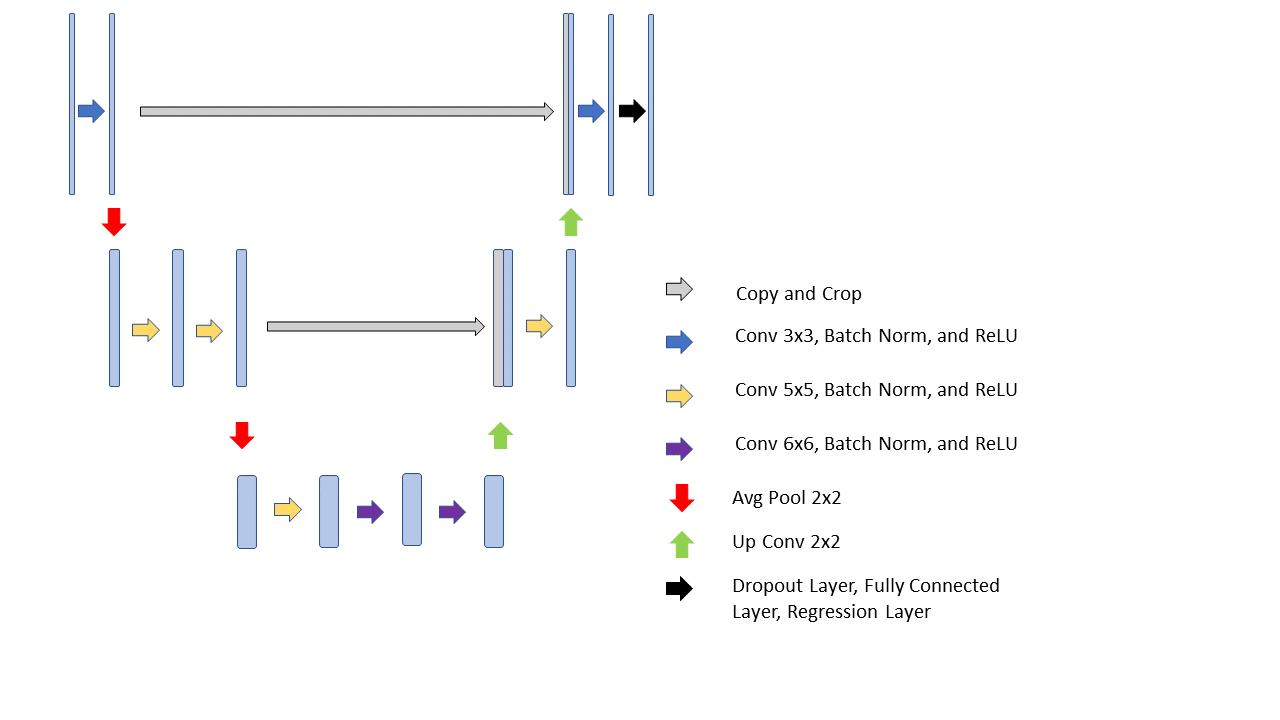 Copy and Crop
Conv 3x3, Batch Norm, and ReLU
Conv 5x5, Batch Norm, and ReLU
Conv 6x6, Batch Norm, and ReLU
Avg Pool 2x2
Up Conv 2x2
Dropout Layer, Fully Connected
Layer, Regression Layer